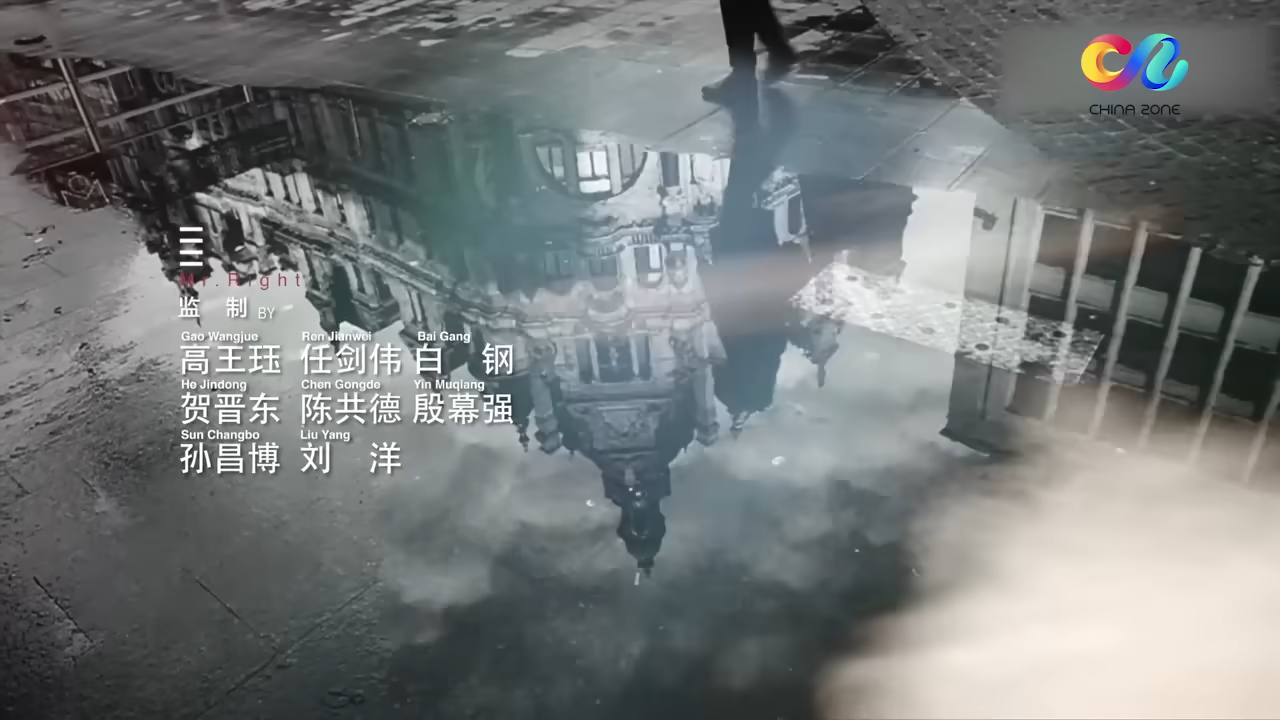 CHINA ZONE
Mr.Right
监 制 BY
Gao Wangjue Ren Jianwei Bai Gang
高王珏 任剑伟 白 钢
He Jindong Chen Gongde Yin Muqiang
贺晋东 陈共德 殷幕强
Sun Changbo Liu Yang
孙昌博 刘 洋